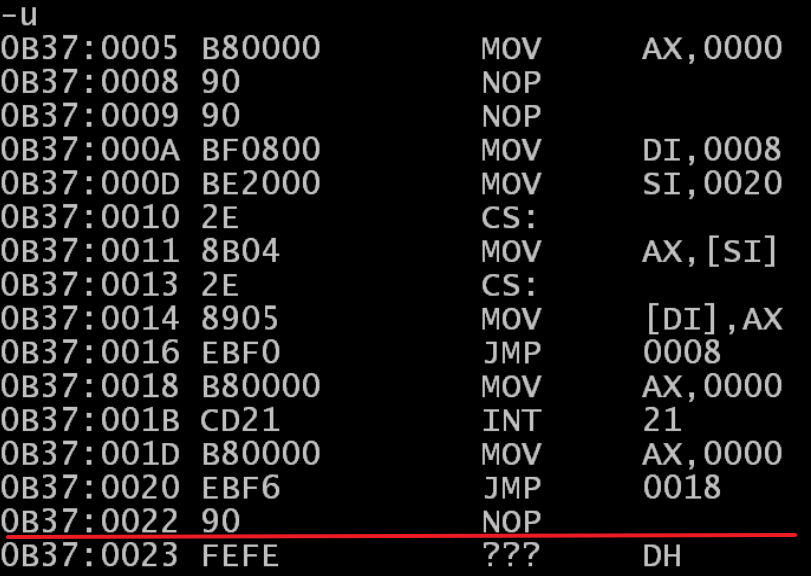 -u
0B37:0005 B80000 MOV AX,0000
0B37:0008 90 NOP
0B37:0009 90 NOP
0B37:000A BF0800 MOV DI,0008
0B37:000D BE2000 MOV SI,0020
0B37:0010 2E CS:
0B37:0011 8B04 MOV AX,[SI]
0B37:0013 2E CS:
0B37:0014 8905 MOV [DI],AX
0B37:0016 EBF0 JMP 0008
0B37:0018 B80000 MOV AX,0000
0B37:001B CD21 INT 21
0B37:001D B80000 MOV AX,0000
0B37:0020 EBF6 JMP 0018
0B37:0022 90 NOP
0B37:0023 FEFE ??? DH